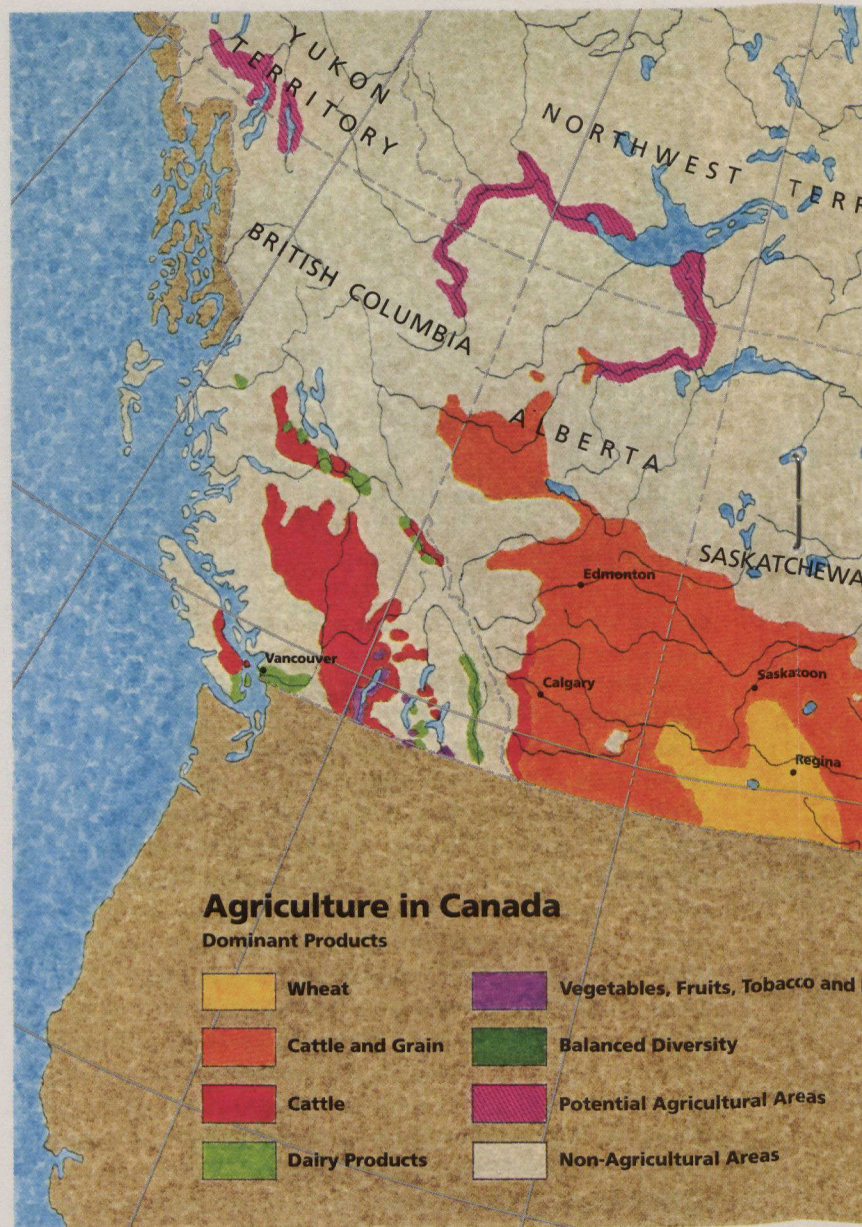 YUKON
TERRITORY
NORTHWEST TERR
BRITISH COLUMBIA
ALBERTA
SASKATCHEWA
Edmonton
Vancouver
Calgary
Saskatoon
Regina
Agriculture in Canada
Dominant Products
Wheat
Cattle and Grain
Cattle
Dairy Products
Vegetables, Fruits, Tobacco and
Balanced Diversity
Potential Agricultural Areas
Non-Agricultural Areas